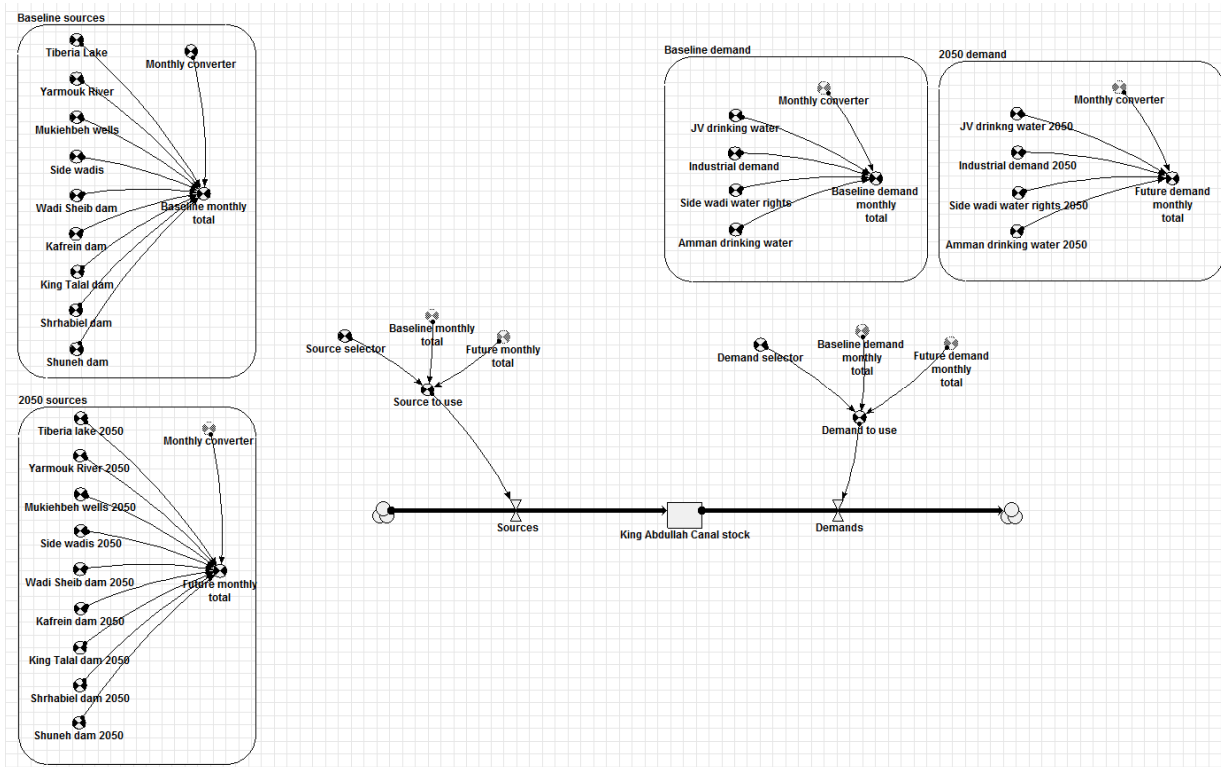 Baseline sources
Tiberia Lake
Monthly converter
Yarmouk River
Mukiehbeh wells
Side wadis
Wadi Sheib dam
Baseline monthly
total
Kafrein dam
King Talal dam
Shrhabiel dam
Shuneh dam
2050 sources
Tiberia lake 2050
Monthly converter
Yarmouk River 2050
Mukiehbeh wells 2050
Side wadis 2050
Wadi Sheib dam 2050
Future monthly
total
Kafrein dam 2050
King Talal dam 2050
Shrhabiel dam 2050
Shuneh dam 2050
Baseline demand
Monthly converter
JV drinking water
Industrial demand
Side wadi water rights
Amman drinking water
Baseline demand
monthly
total
2050 demand
Monthly converter
JV drinkng water 2050
Industrial demand 2050
Side wadi water rights 2050
Amman drinking water 2050
Future demand
monthly
total
Source selector
Baseline monthly
total
Future monthly
total
Source to use
Demand selector
Baseline demand
monthly
total
Future demand
monthly
total
Demand to use
Sources
King Abdullah Canal stock
Demands